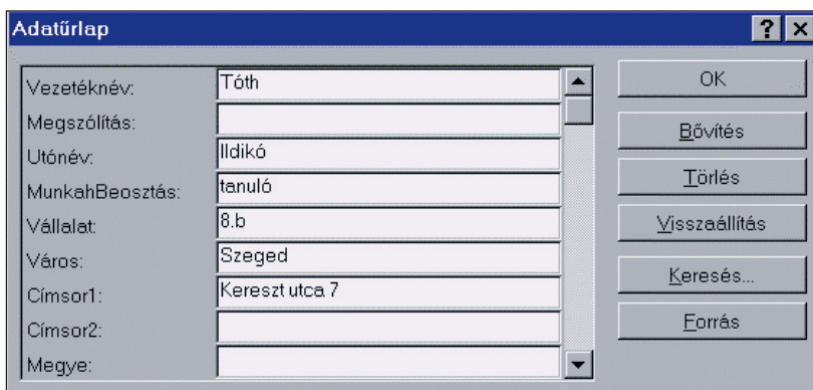 Adatűrlap
Vezetéknév: Tóth
Megszólítás:
Utónév: Ildikó
MunkahBeosztás: tanuló
Vállalat: 8.b
Város: Szeged
Címsor1: Kereszt utca 7
Címsor2:
Megye:
OK
Bővítés
Törlés
Visszaállítás
Keresés...
Forrás